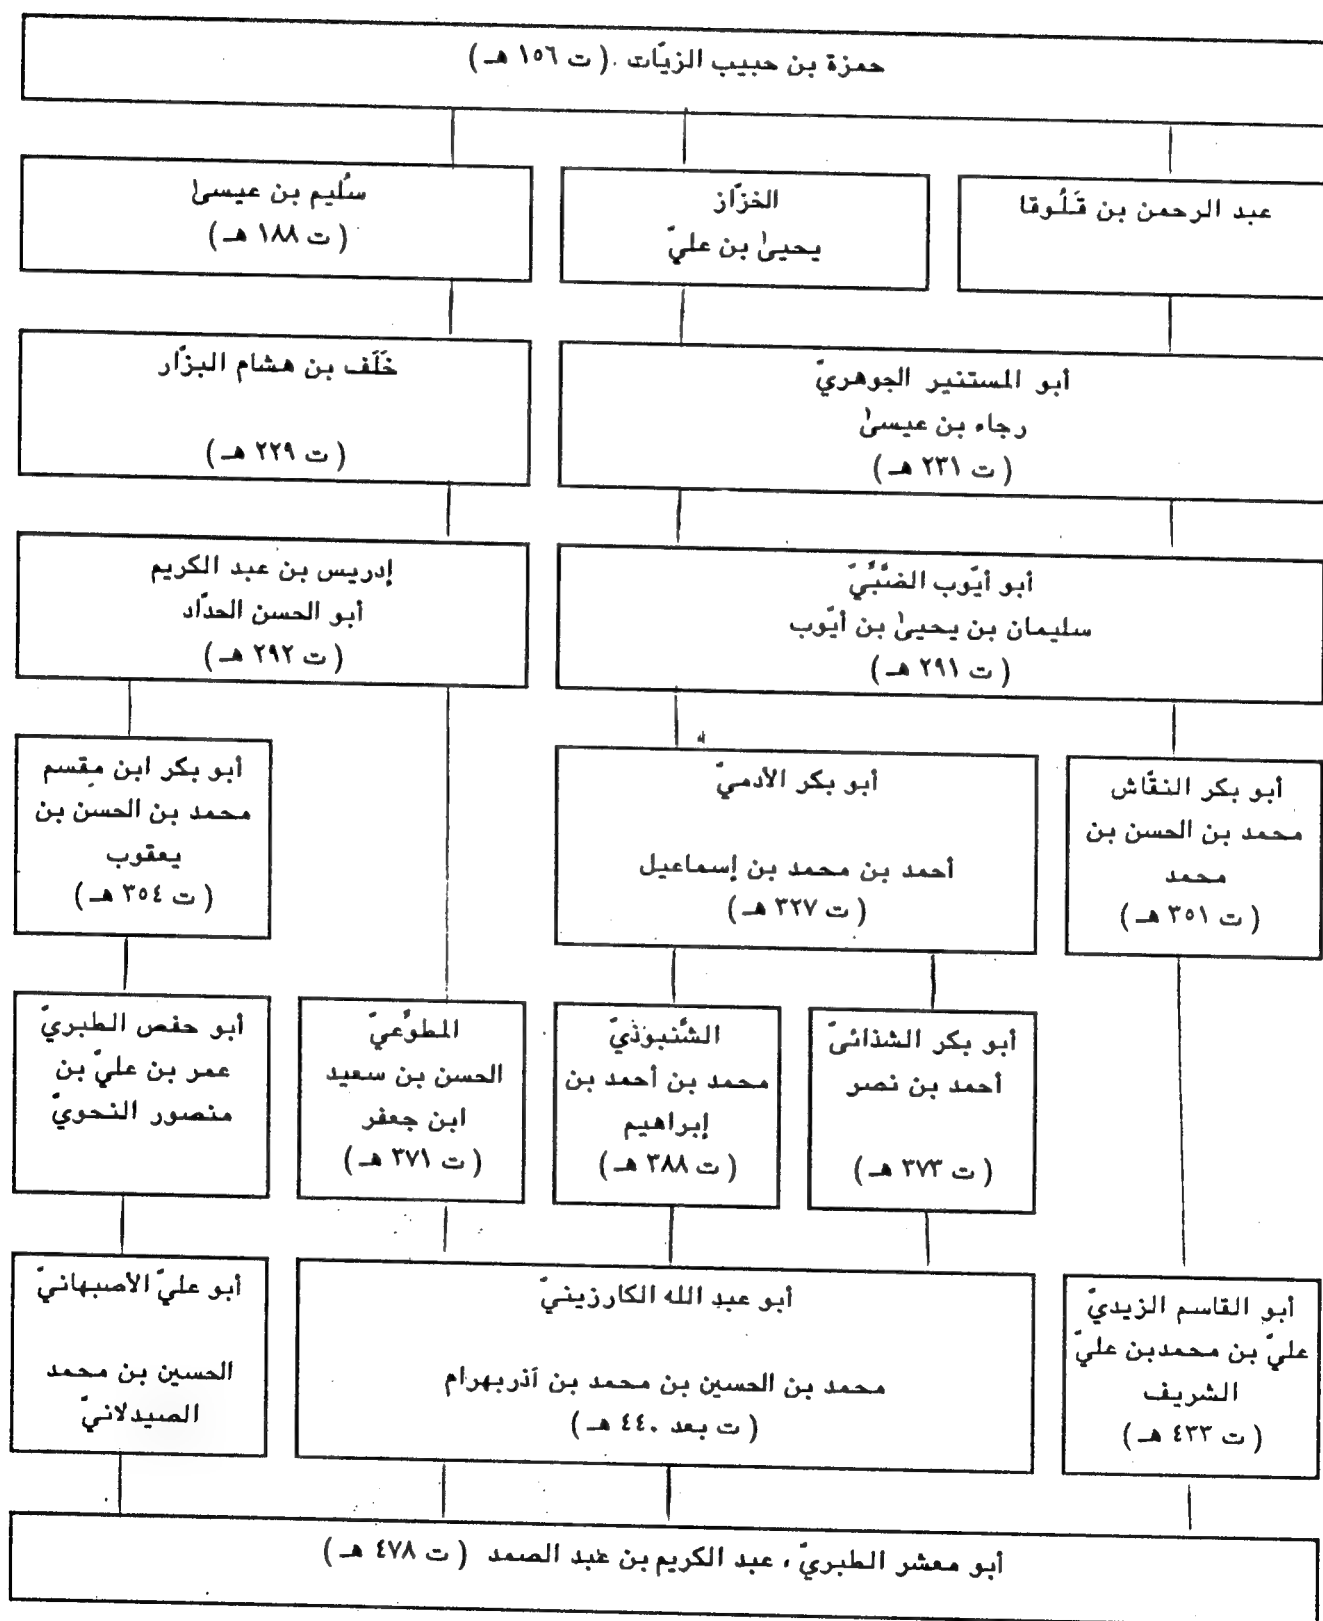 حمزة بن حبيب الزيّات . ( ت ١٥٦ هـ )
عبد الرحمن بن قَلُوقا
الخزّاز
يحيىٰ بن عليّ
سُليم بن عيسىٰ
( ت ١٨٨ هـ )
أبو المستنير الجوهريّ
رجاء بن عيسىٰ
( ت ٢٣١ هـ )
خَلَف بن هشام البزّار
( ت ٢٢٩ هـ )
أبو أيّوب الضّبّيّ
سليمان بن يحيىٰ بن أيّوب
( ت ٢٩١ هـ )
إدريس بن عبد الكريم
أبو الحسن الحدّاد
( ت ٢٩٢ هـ )
أبو بكر النقّاش
محمد بن الحسن بن
محمد
( ت ٣٥١ هـ )
أبو بكر الأدميّ
أحمد بن محمد بن إسماعيل
( ت ٣٢٧ هـ )
أبو بكر ابن مِقسم
محمد بن الحسن بن
يعقوب
( ت ٣٥٤ هـ )
أبو بكر الشذائىّ
أحمد بن نصر
( ت ٣٧٣ هـ )
الشّنبوذيّ
محمد بن أحمد بن
إبراهيم
( ت ٣٨٨ هـ )
المطوّعيّ
الحسن بن سعيد
ابن جعفر
( ت ٣٧١ هـ )
أبو حفص الطبريّ
عمر بن عليّ بن
منصور النحويّ
أبو القاسم الزيديّ
عليّ بن محمدبن عليّ
الشريف
( ت ٤٣٣ هـ )
أبو عبد الله الكارزينيّ
محمد بن الحسين بن محمد بن آذربهرام
( ت بعد ٤٤٠ هـ )
أبو عليّ الأصبهانيّ
الحسين بن محمد
الصيدلانيّ
أبو معشر الطبريّ ، عبد الكريم بن عبد الصمد ( ت ٤٧٨ هـ )